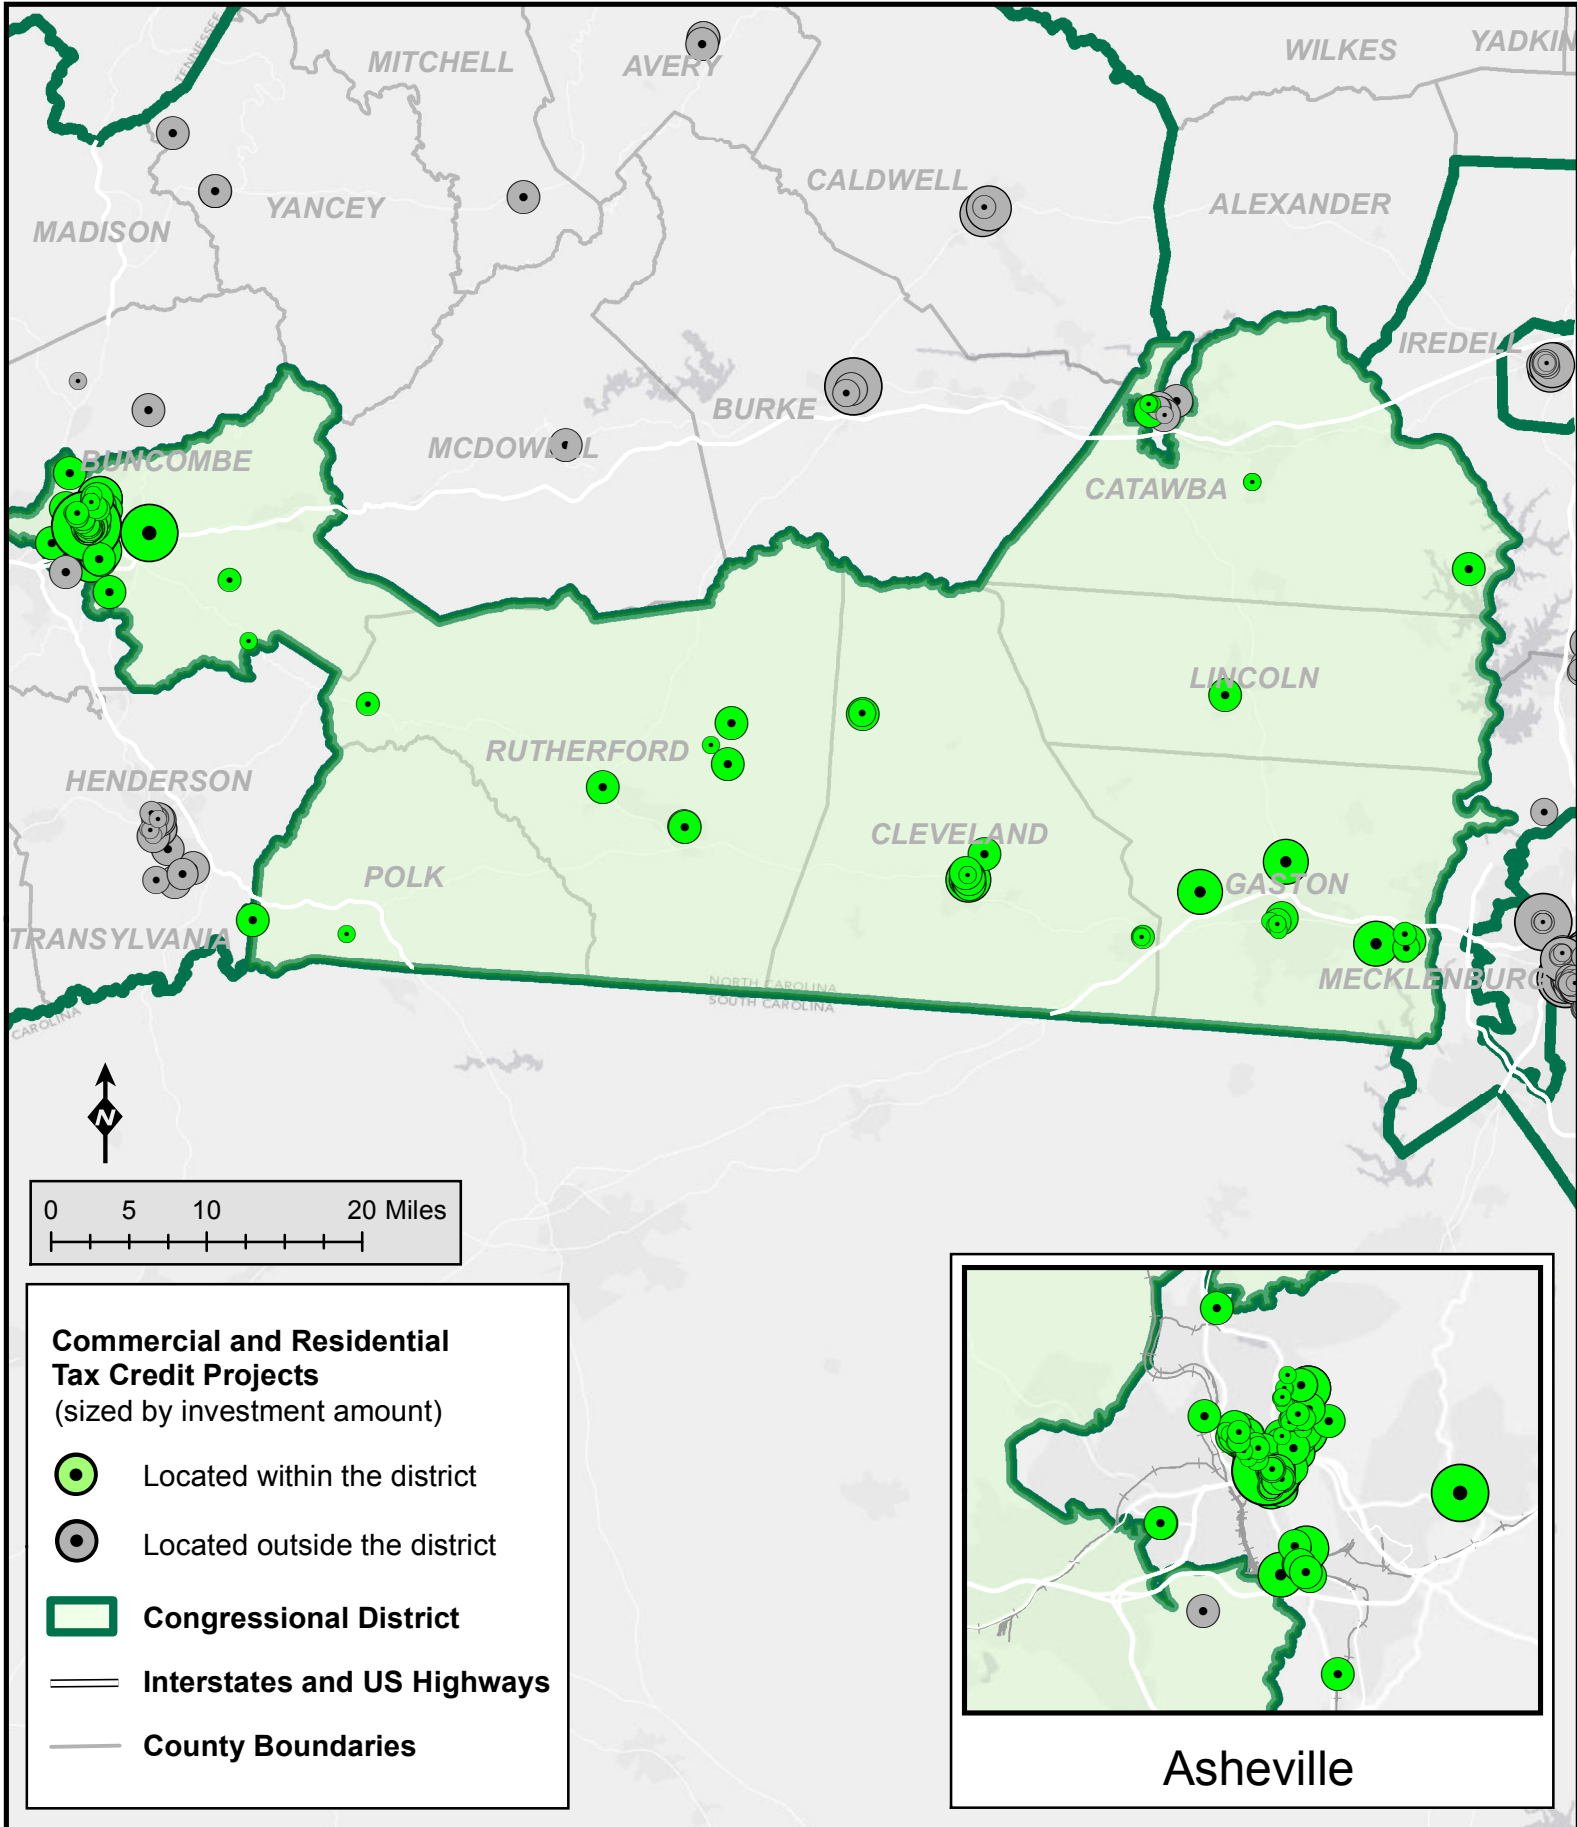 TENNESSEE
MITCHELL
AVERY
WILKES
YADKIN
MADISON
YANCEY
CALDWELL
ALEXANDER
IREDELL
BUNCOMBE
MCDOWELL
BURKE
CATAWBA
LINCOLN
HENDERSON
RUTHERFORD
CLEVELAND
POLK
GASTON
TRANSYLVANIA
MECKLENBURG
NORTH CAROLINA
SOUTH CAROLINA
CAROLINA
N
0 5 10 20 Miles
Commercial and Residential
Tax Credit Projects
(sized by investment amount)
Located within the district
Located outside the district
Congressional District
Interstates and US Highways
County Boundaries
Asheville